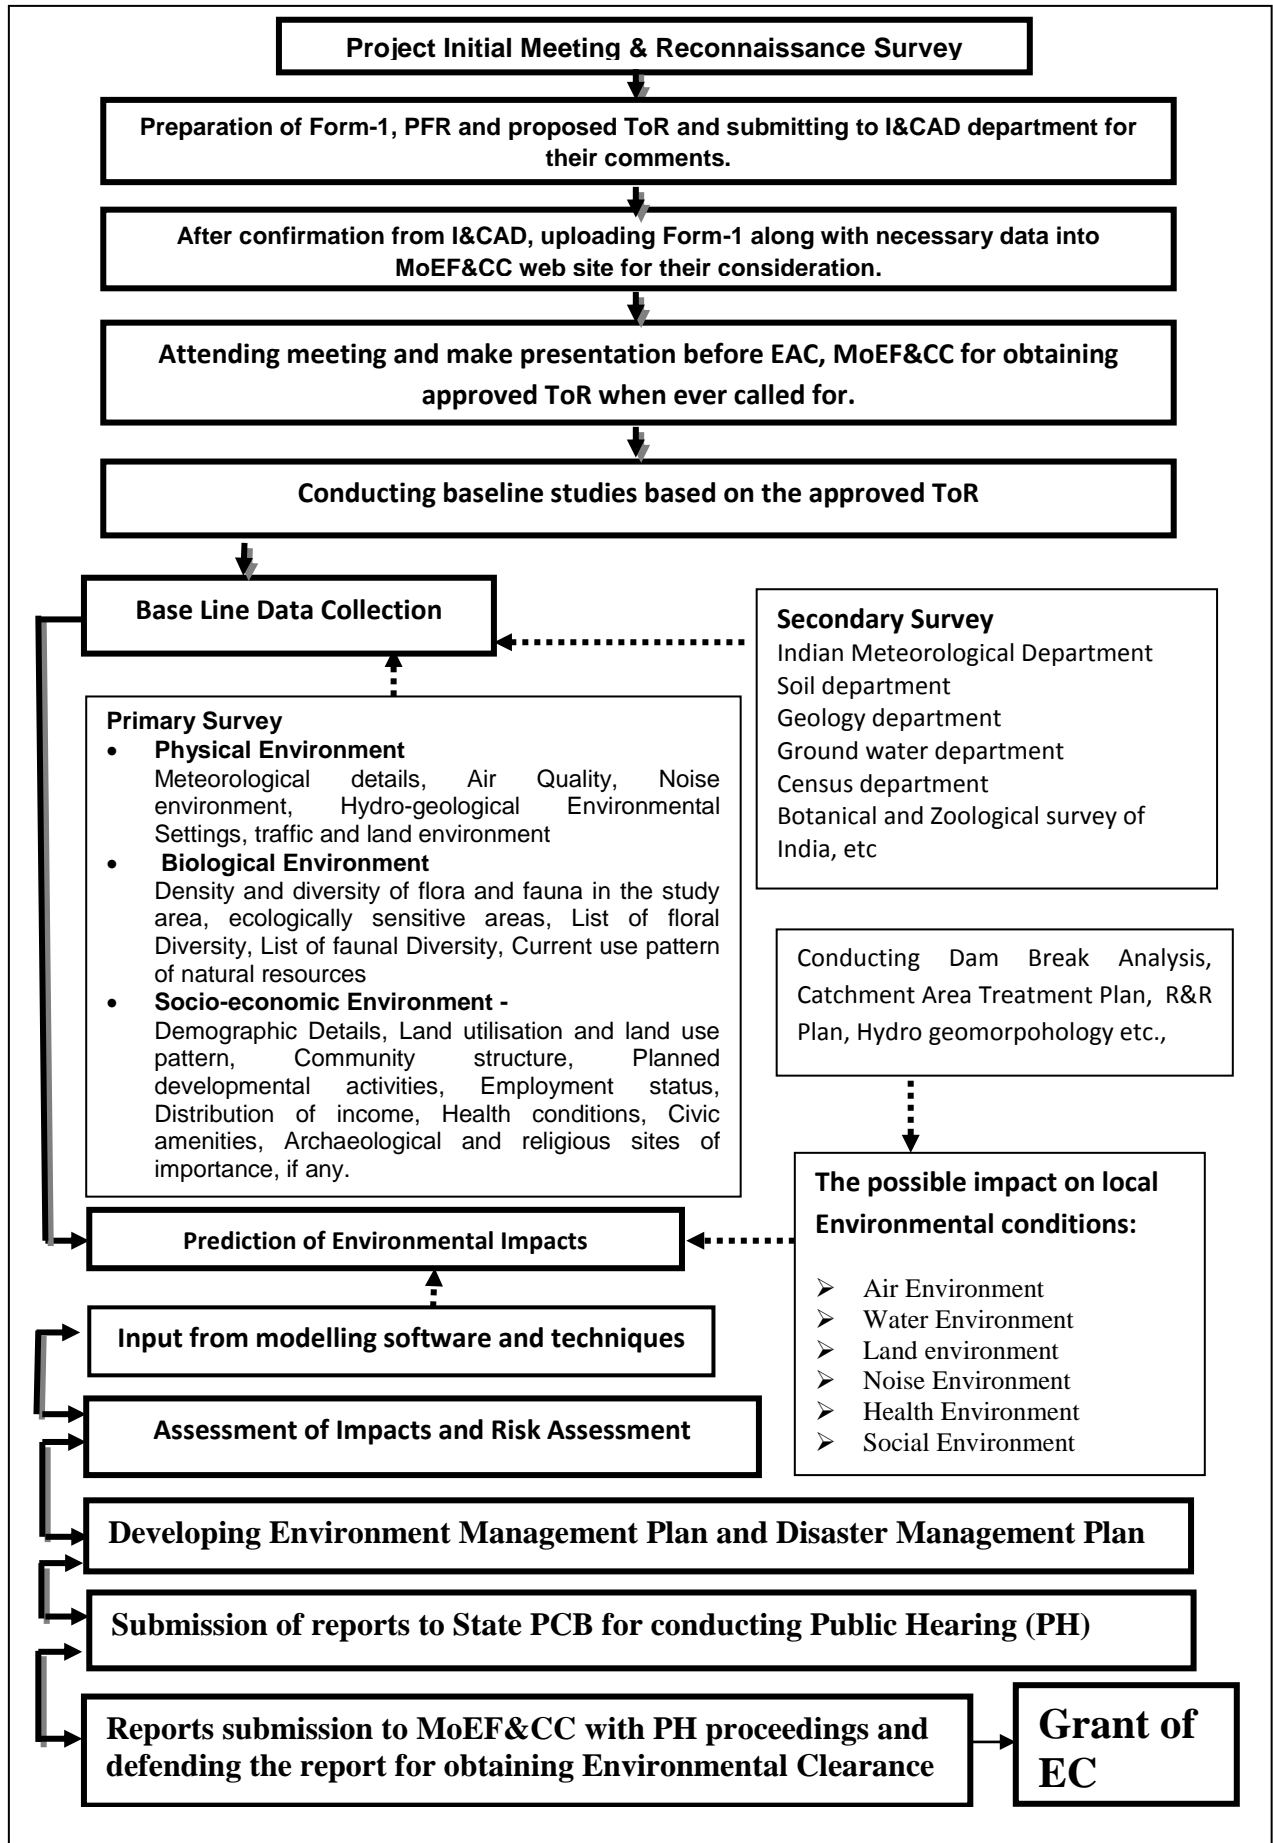 Project Initial Meeting & Reconnaissance Survey
Preparation of Form-1, PFR and proposed ToR and submitting to I&CAD department for
their comments.
After confirmation from I&CAD, uploading Form-1 along with necessary data into
MoEF&CC web site for their consideration.
Attending meeting and make presentation before EAC, MoEF&CC for obtaining
approved ToR when ever called for.
Conducting baseline studies based on the approved ToR
Base Line Data Collection
Secondary Survey
Indian Meteorological Department
Soil department
Geology department
Ground water department
Census department
Botanical and Zoological survey of
India, etc
Primary Survey
• Physical Environment
Meteorological details, Air Quality, Noise
environment, Hydro-geological Environmental
Settings, traffic and land environment
• Biological Environment
Density and diversity of flora and fauna in the study
area, ecologically sensitive areas, List of floral
Diversity, List of faunal Diversity, Current use pattern
of natural resources
• Socio-economic Environment -
Demographic Details, Land utilisation and land use
pattern, Community structure, Planned
developmental activities, Employment status,
Distribution of income, Health conditions, Civic
amenities, Archaeological and religious sites of
importance, if any.
Conducting Dam Break Analysis,
Catchment Area Treatment Plan, R&R
Plan, Hydro geomorpohology etc.,
The possible impact on local
Environmental conditions:
➢ Air Environment
➢ Water Environment
➢ Land environment
➢ Noise Environment
➢ Health Environment
➢ Social Environment
Prediction of Environmental Impacts
Input from modelling software and techniques
Assessment of Impacts and Risk Assessment
Developing Environment Management Plan and Disaster Management Plan
Submission of reports to State PCB for conducting Public Hearing (PH)
Reports submission to MoEF&CC with PH proceedings and
defending the report for obtaining Environmental Clearance
Grant of
EC